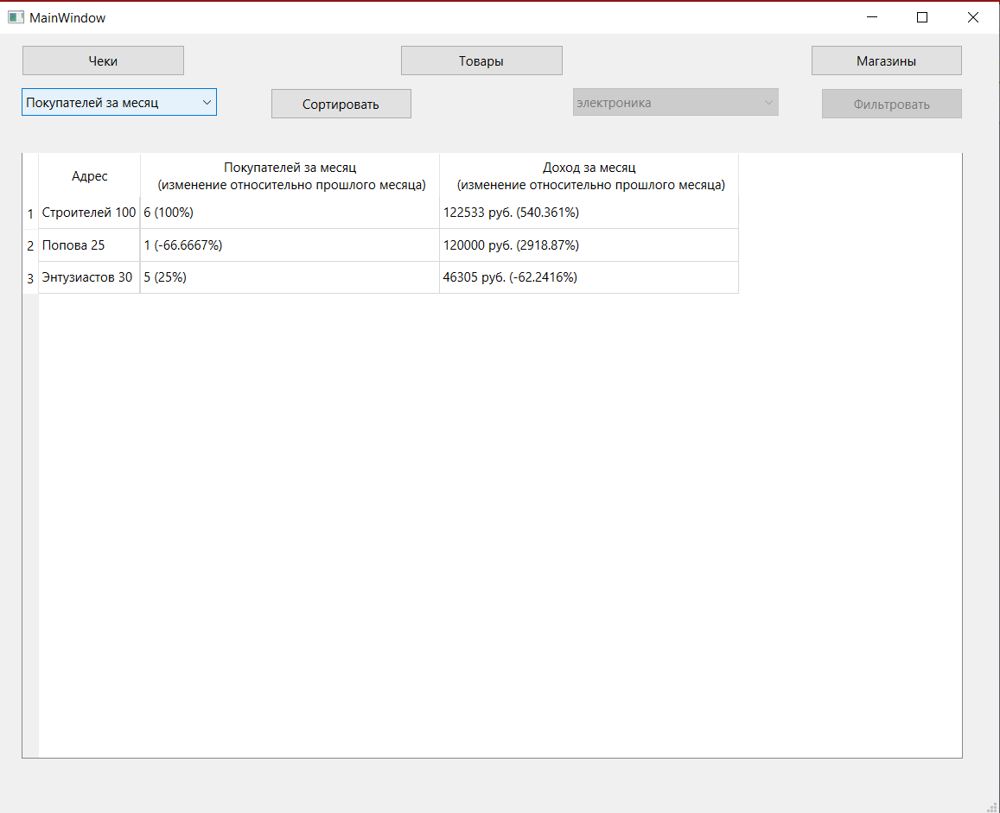 MainWindow
Чеки
Товары
Магазины
Покупателей за месяц
Сортировать
электроника
Фильтровать
Адрес
Покупателей за месяц
(изменение относительно прошлого месяца)
Доход за месяц
(изменение относительно прошлого месяца)
1 Строителей 100 6 (100%) 122533 руб. (540.361%)
2 Попова 25 1 (-66.6667%) 120000 руб. (2918.87%)
3 Энтузиастов 30 5 (25%) 46305 руб. (-62.2416%)